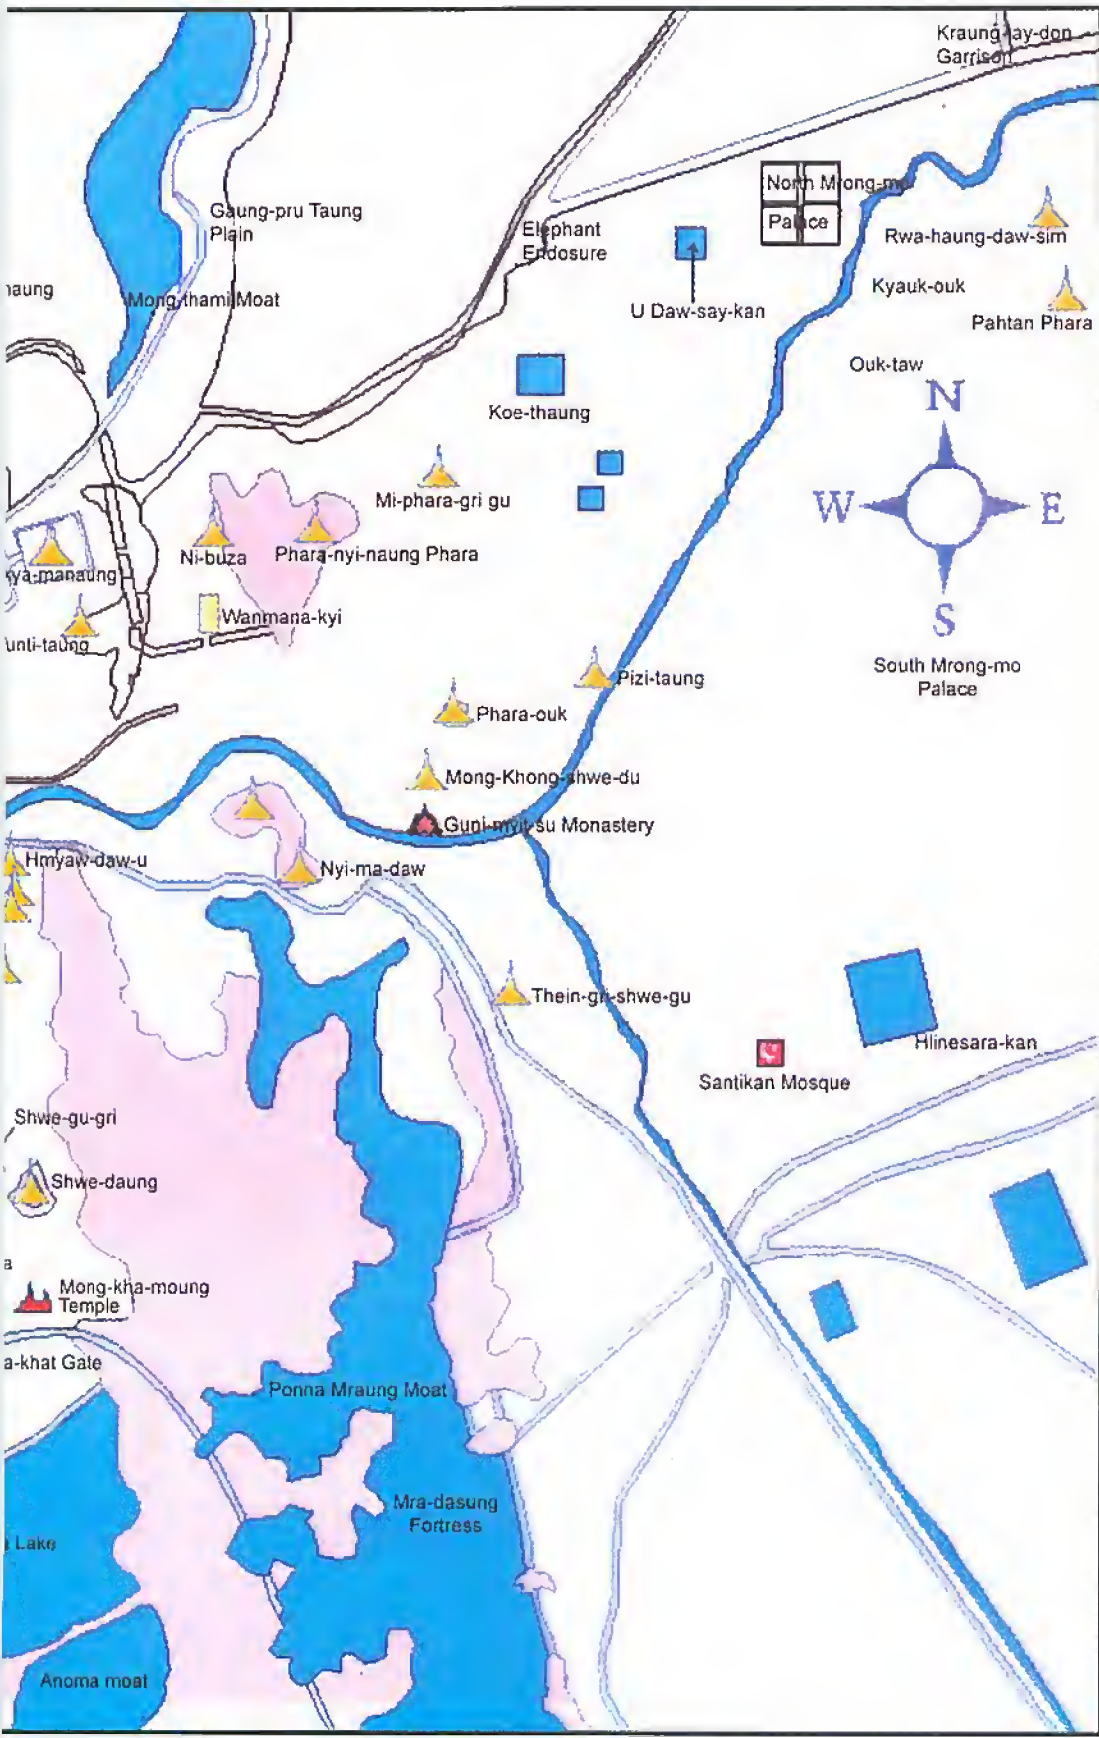 Kraung-lay-don
Garrison
North Mrong-mo
Palace
Gaung-pru Taung
Plain
Elephant
Endosure
Rwa-haung-daw-sim
Kyauk-ouk
naung
Mong-thami Moat
U Daw-say-kan
Pahtan Phara
Ouk-taw
Koe-thaung
N
Mi-phara-gri gu
W
E
Ni-buza
Phara-nyi-naung Phara
kya-manaung
Wanmana-kyi
S
unti-taung
South Mrong-mo
Palace
Pizi-taung
Phara-ouk
Mong-Khong-shwe-du
Guni-myit-su Monastery
Hmyaw-daw-u
Nyi-ma-daw
Thein-gri-shwe-gu
Hlinesara-kan
Santikan Mosque
Shwe-gu-gri
Shwe-daung
a
Mong-kha-moung
Temple
a-khat Gate
Ponna Mraung Moat
Mra-dasung
Fortress
Lake
Anoma moat